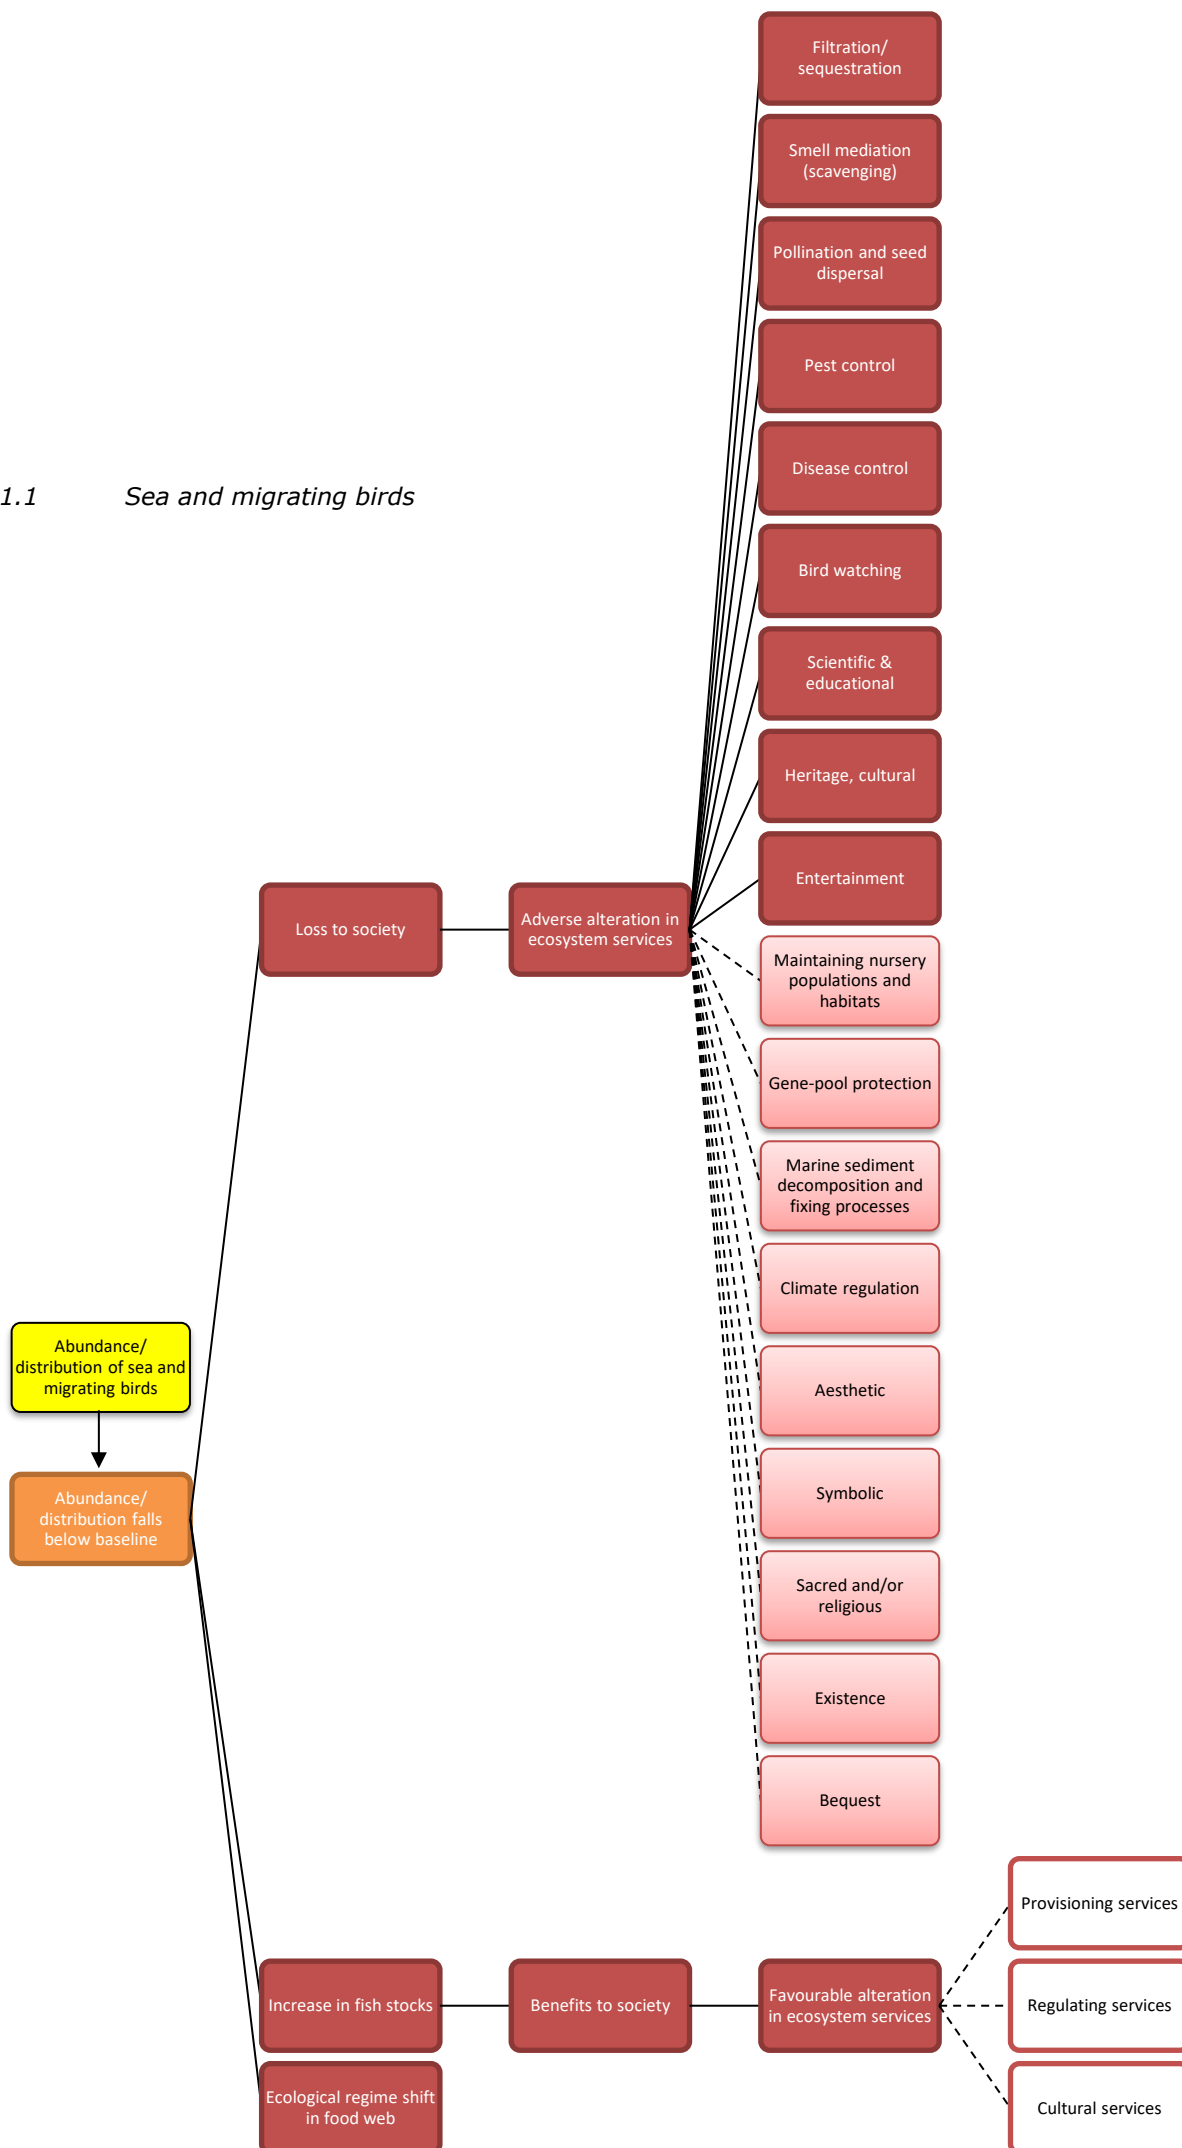 Filtration/
sequestration
Smell mediation
(scavenging)
Pollination and seed
dispersal
Pest control
Disease control
1.1 Sea and migrating birds
Bird watching
Scientific &
educational
Heritage, cultural
Entertainment
Loss to society
Adverse alteration in
ecosystem services
Maintaining nursery
populations and
habitats
Gene-pool protection
Marine sediment
decomposition and
fixing processes
Climate regulation
Abundance/
distribution of sea and
migrating birds
Aesthetic
Symbolic
Abundance/
distribution falls
below baseline
Sacred and/or
religious
Existence
Bequest
Provisioning services
Increase in fish stocks
Benefits to society
Favourable alteration
in ecosystem services
Regulating services
Ecological regime shift
in food web
Cultural services